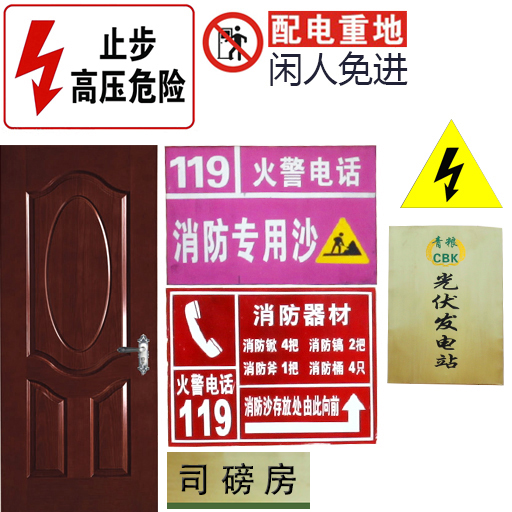 止步
高压危险
配电重地
闲人免进
119 火警电话
消防专用沙
消防器材
消防锨 4把 消防镐 2把
消防斧 1把 消防桶 4只
火警电话
119
消防沙存放处由此向前
青粮
CBK
光伏发电站
司磅房